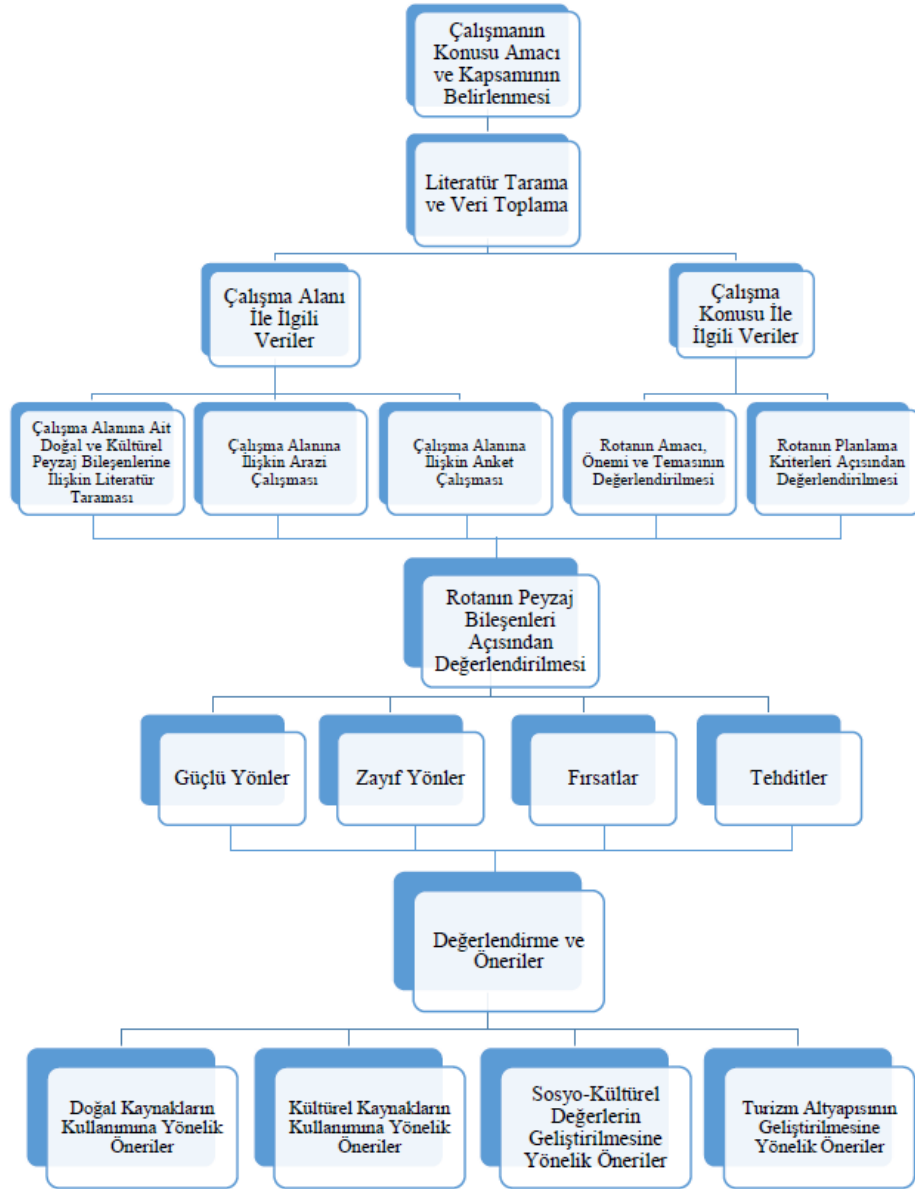 Çalışmanın
Konusu Amacı
ve Kapsamının
Belirlenmesi
Literatür Tarama
ve Veri Toplama
Çalışma Alanı
İle İlgili
Veriler
Çalışma
Konusu İle
İlgili Veriler
Çalışma Alanına Ait
Doğal ve Kültürel
Peyzaj Bileşenlerine
İlişkin Literatür
Taraması
Çalışma Alanına
İlişkin Arazi
Çalışması
Çalışma Alanına
İlişkin Anket
Çalışması
Rotanın Amacı,
Önemi ve Temasının
Değerlendirilmesi
Rotanın Planlama
Kriterleri Açısından
Değerlendirilmesi
Rotanın Peyzaj
Bileşenleri
Açısından
Değerlendirilmesi
Güçlü Yönler
Zayıf Yönler
Fırsatlar
Tehditler
Değerlendirme ve
Öneriler
Doğal Kaynakların
Kullanımına Yönelik
Öneriler
Kültürel Kaynakların
Kullanımına Yönelik
Öneriler
Sosyo-Kültürel
Değerlerin
Geliştirilmesine
Yönelik Öneriler
Turizm Altyapısının
Geliştirilmesine
Yönelik Öneriler